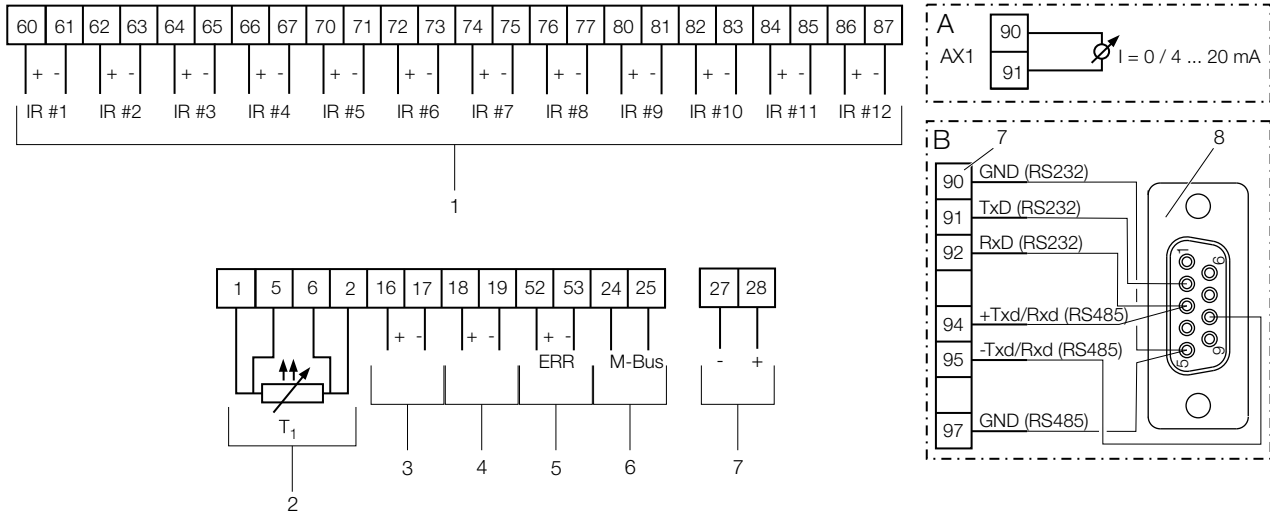 60 61 62 63 64 65 66 67 70 71 72 73 74 75 76 77 80 81 82 83 84 85 86 87
+ - + - + - + - + - + - + - + - + - + - + - + -
IR #1 IR #2 IR #3 IR #4 IR #5 IR #6 IR #7 IR #8 IR #9 IR #10 IR #11 IR #12
1
1 5 6 2 16 17 18 19 52 53 24 25
+ - + - + -
ERR M-Bus
T1
2
3 4 5 6
27 28
- +
7
A
AX1
90
91
I = 0 / 4 ... 20 mA
B
7
8
90 GND (RS232)
91 TxD (RS232)
92 RxD (RS232)
94 +Txd/Rxd (RS485)
95 -Txd/Rxd (RS485)
97 GND (RS485)
1
6
5
9